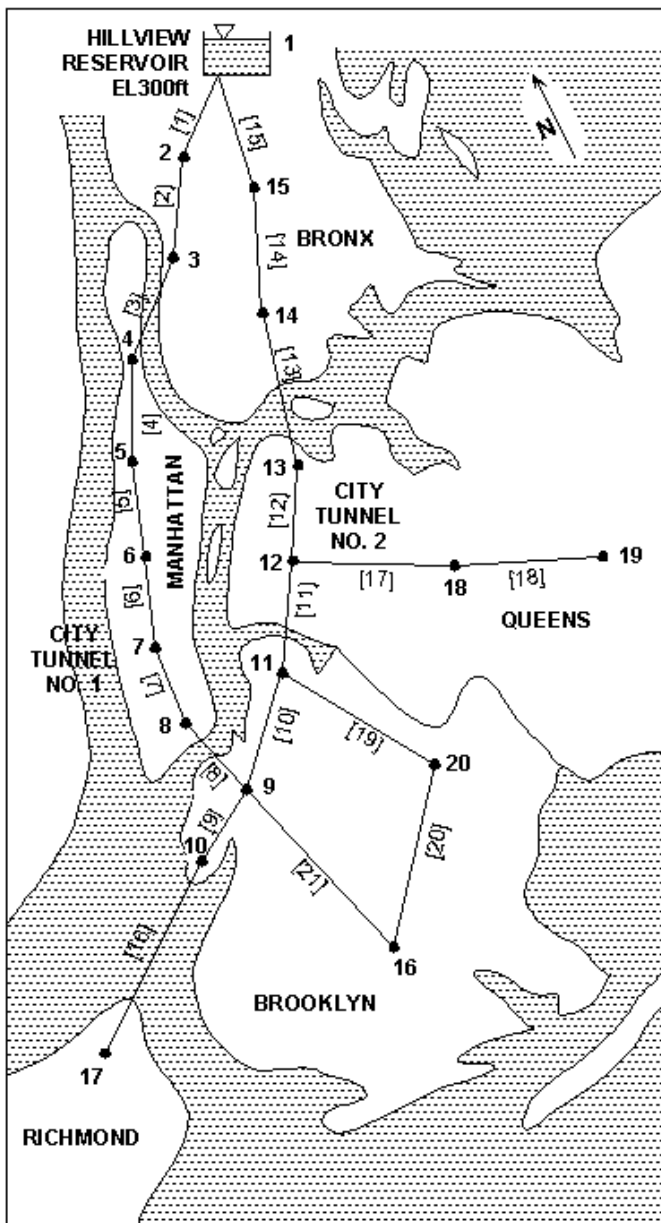 HILLVIEW
RESERVOIR
EL300ft
1
[1]
[15]
2
15
[2]
BRONX
N
3
[14]
[3]
14
4
[13]
[4]
5
13
[5]
[12]
CITY
TUNNEL
NO. 2
MANHATTAN
6
12
19
[17]
18
[18]
[6]
[11]
QUEENS
CITY
TUNNEL
NO. 1
7
11
[7]
8
[10]
[19]
20
[8]
9
[9]
10
[20]
[21]
[16]
16
BROOKLYN
17
RICHMOND